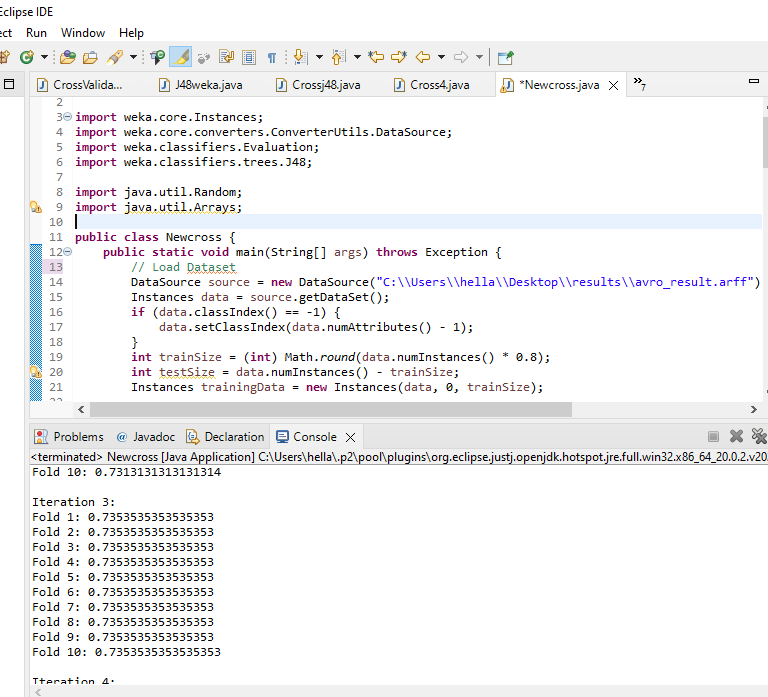 Eclipse IDE
ect Run Window Help
CrossValida... J48weka.java Crossj48.java Cross4.java *Newcross.java »7
2
3 import weka.core.Instances;
4 import weka.core.converters.ConverterUtils.DataSource;
5 import weka.classifiers.Evaluation;
6 import weka.classifiers.trees.J48;
7
8 import java.util.Random;
9 import java.util.Arrays;
10
11 public class Newcross {
12 public static void main(String[] args) throws Exception {
13 // Load Dataset
14 DataSource source = new DataSource("C:\\Users\\hella\\Desktop\\results\\avro_result.arff")
15 Instances data = source.getDataSet();
16 if (data.classIndex() == -1) {
17 data.setClassIndex(data.numAttributes() - 1);
18 }
19 int trainSize = (int) Math.round(data.numInstances() * 0.8);
20 int testSize = data.numInstances() - trainSize;
21 Instances trainingData = new Instances(data, 0, trainSize);
Problems @ Javadoc Declaration Console
<terminated> Newcross [Java Application] C:\Users\hella\.p2\pool\plugins\org.eclipse.justj.openjdk.hotspot.jre.full.win32.x86_64_20.0.2.v20
Fold 10: 0.7313131313131314
Iteration 3:
Fold 1: 0.7353535353535353
Fold 2: 0.7353535353535353
Fold 3: 0.7353535353535353
Fold 4: 0.7353535353535353
Fold 5: 0.7353535353535353
Fold 6: 0.7353535353535353
Fold 7: 0.7353535353535353
Fold 8: 0.7353535353535353
Fold 9: 0.7353535353535353
Fold 10: 0.7353535353535353
Iteration 4: